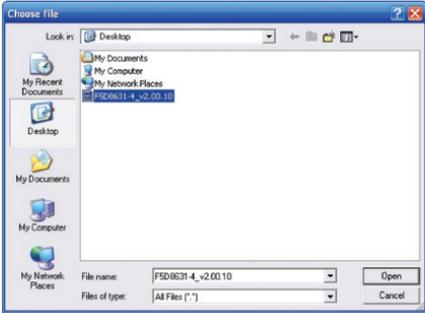 Choose file
Look in: Desktop
My Documents
My Computer
My Network Places
F5D8631-4_v2.00.10
My Recent
Documents
Desktop
My Documents
My Computer
My Network
Places
File name: F5D8631-4_v2.00.10 Open
Files of type: All Files (*.*) Cancel